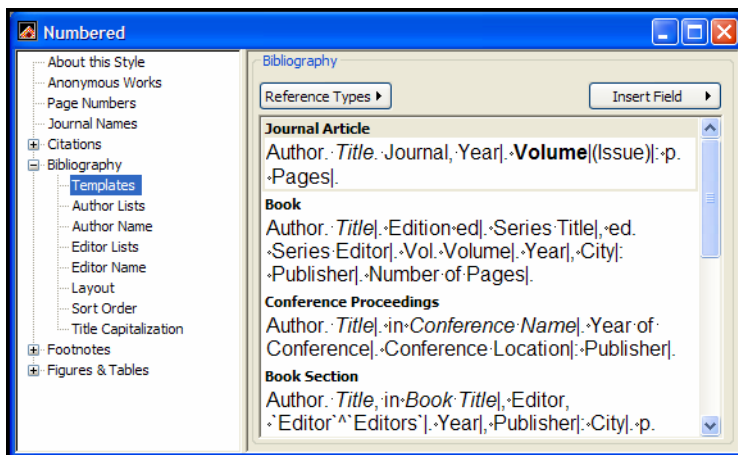 Numbered
About this Style
Anonymous Works
Page Numbers
Journal Names
Citations
Bibliography
Templates
Author Lists
Author Name
Editor Lists
Editor Name
Layout
Sort Order
Title Capitalization
Footnotes
Figures & Tables
Bibliography
Reference Types
Insert Field
Journal Article
Author.·Title.·Journal,·Year|.·Volume|(Issue)|:·p.
·Pages|.
Book
Author.·Title|.·Edition·ed|.·Series·Title|,·ed.
·Series·Editor|.·Vol.·Volume|.·Year|,·City|:
·Publisher|.·Number·of·Pages|.
Conference Proceedings
Author.·Title|.·in·Conference·Name|.·Year·of·
Conference|.·Conference·Location|:·Publisher|.
Book Section
Author.·Title,·in·Book·Title|,·Editor,
·`Editor`^`Editors`|.·Year|,·Publisher|:·City|.·p.